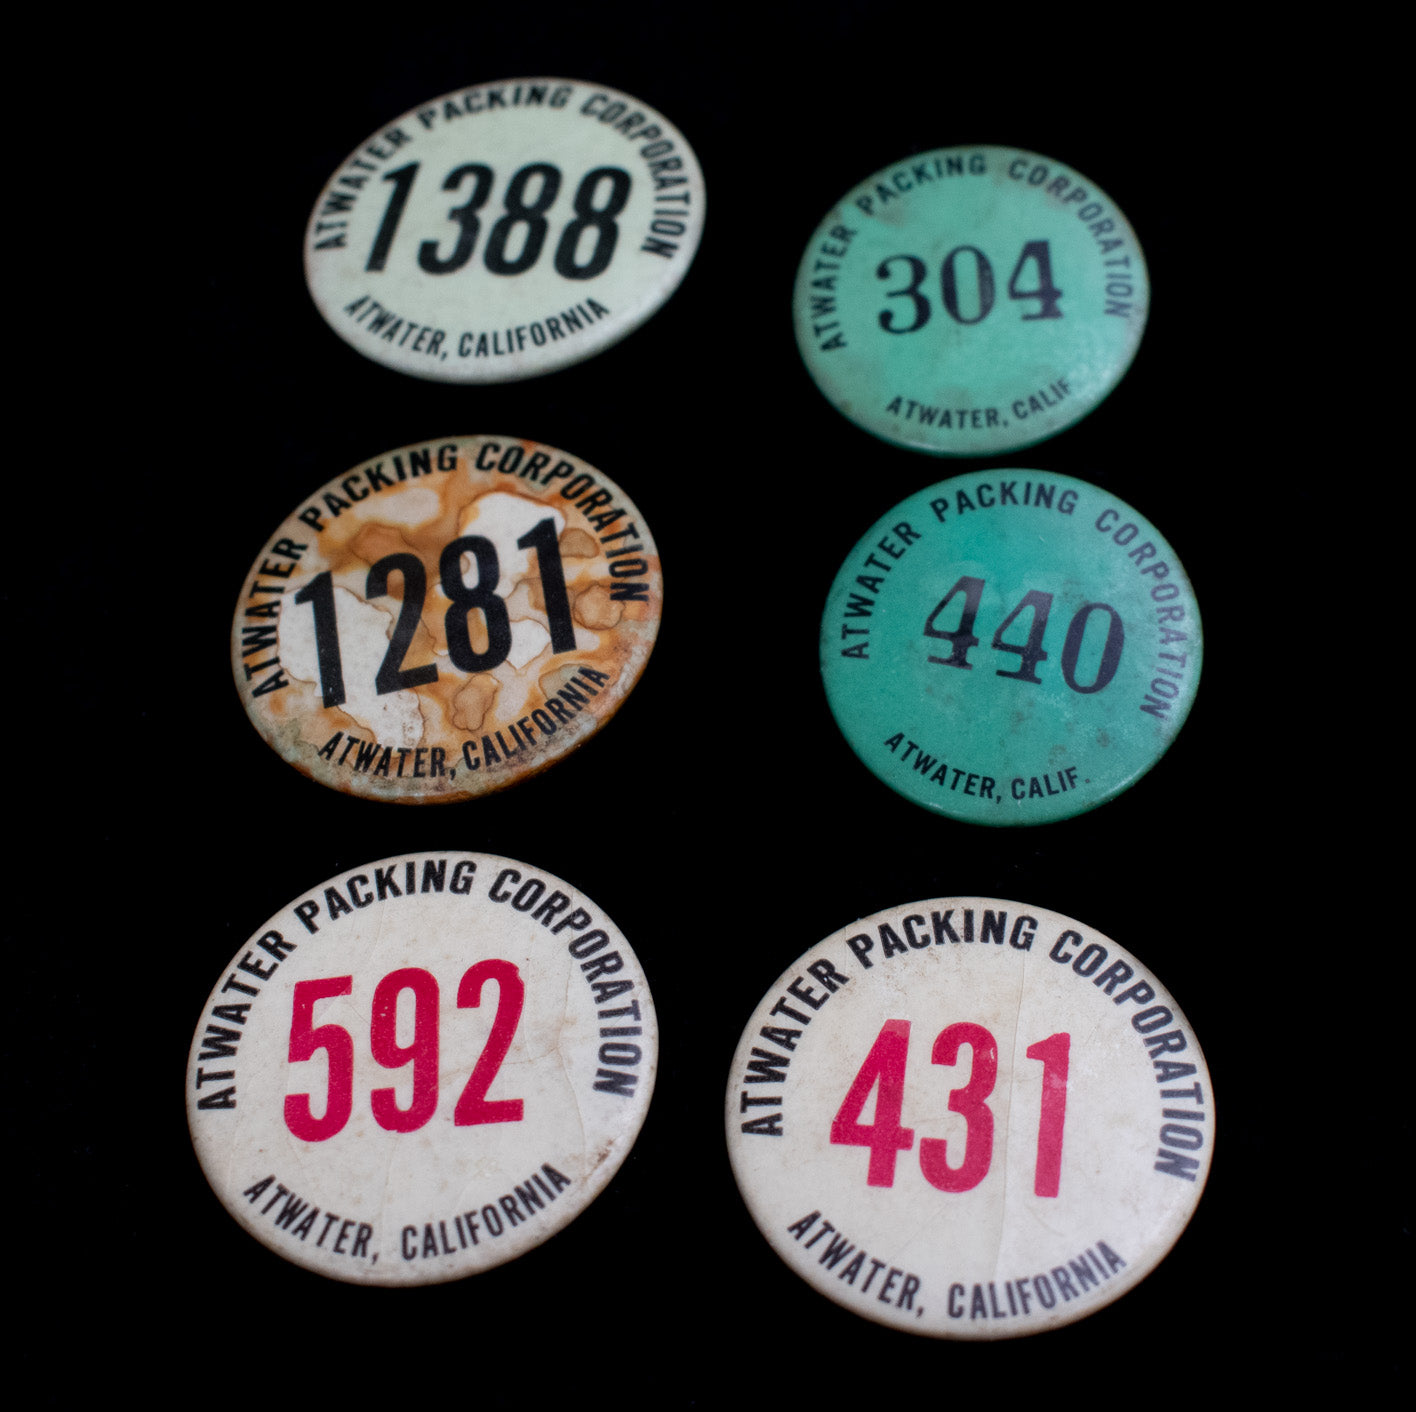 ATWATER PACKING CORPORATION
1388
ATWATER, CALIFORNIA
ATWATER PACKING CORPORATION
304
ATWATER, CALIF
ATWATER PACKING CORPORATION
1281
ATWATER, CALIFORNIA
ATWATER PACKING CORPORATION
440
ATWATER, CALIF.
ATWATER PACKING CORPORATION
592
ATWATER, CALIFORNIA
ATWATER PACKING CORPORATION
431
ATWATER, CALIFORNIA